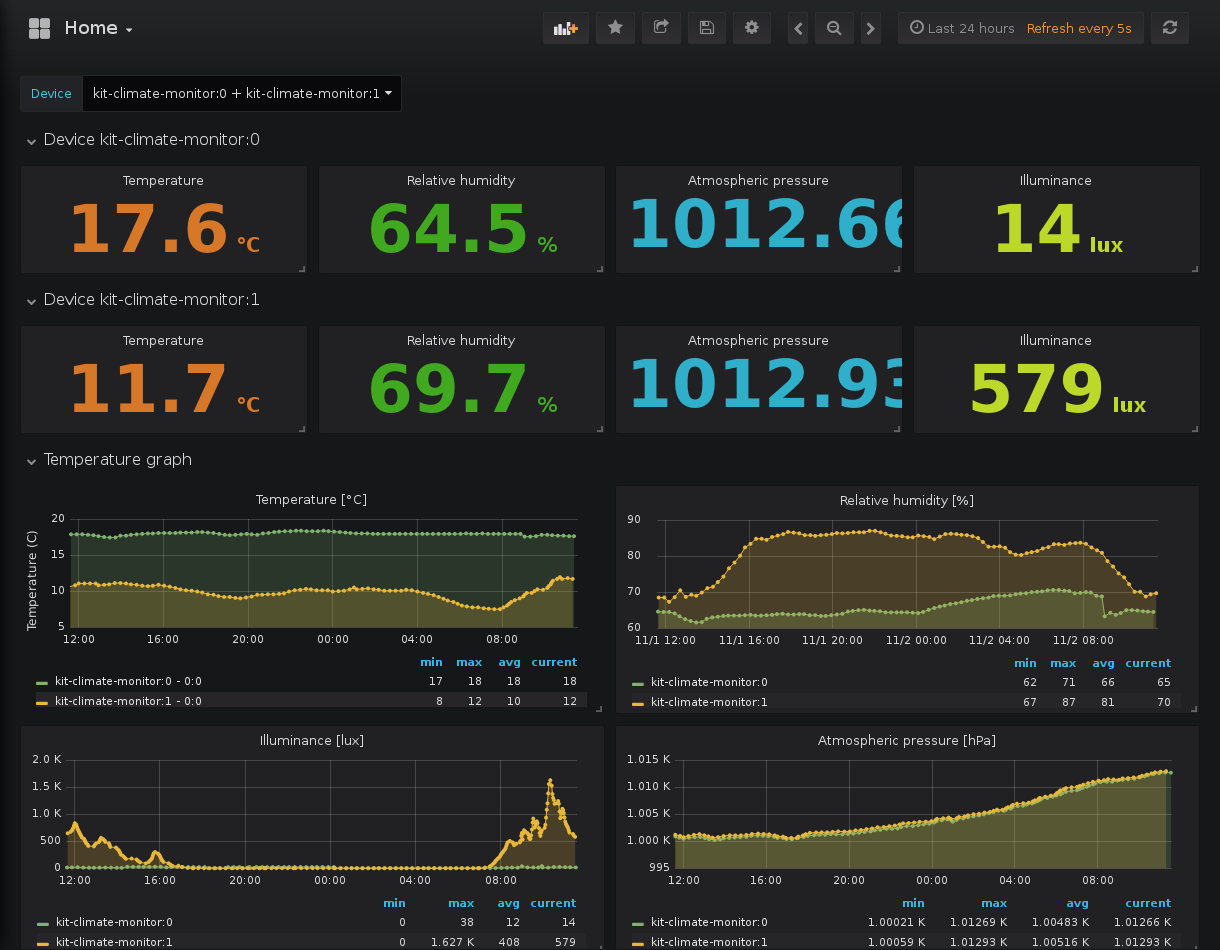 Home
Last 24 hours Refresh every 5s
Device kit-climate-monitor:0 + kit-climate-monitor:1
Device kit-climate-monitor:0
Temperature Relative humidity Atmospheric pressure Illuminance
17.6 °C 64.5 % 1012.66 14 lux
Device kit-climate-monitor:1
Temperature Relative humidity Atmospheric pressure Illuminance
11.7 °C 69.7 % 1012.93 579 lux
Temperature graph
Temperature [°C]
Temperature (C)
20
15
10
5
12:00 16:00 20:00 00:00 04:00 08:00
min max avg current
kit-climate-monitor:0 - 0:0 17 18 18 18
kit-climate-monitor:1 - 0:0 8 12 10 12
Relative humidity [%]
90
80
70
60
11/1 12:00 11/1 16:00 11/1 20:00 11/2 00:00 11/2 04:00 11/2 08:00
min max avg current
kit-climate-monitor:0 62 71 66 65
kit-climate-monitor:1 67 87 81 70
Illuminance [lux]
2.0 K
1.5 K
1.0 K
500
0
12:00 16:00 20:00 00:00 04:00 08:00
min max avg current
kit-climate-monitor:0 0 38 12 14
kit-climate-monitor:1 0 1.627 K 408 579
Atmospheric pressure [hPa]
1.015 K
1.010 K
1.005 K
1.000 K
995
12:00 16:00 20:00 00:00 04:00 08:00
min max avg current
kit-climate-monitor:0 1.00021 K 1.01269 K 1.00483 K 1.01266 K
kit-climate-monitor:1 1.00059 K 1.01293 K 1.00516 K 1.01293 K